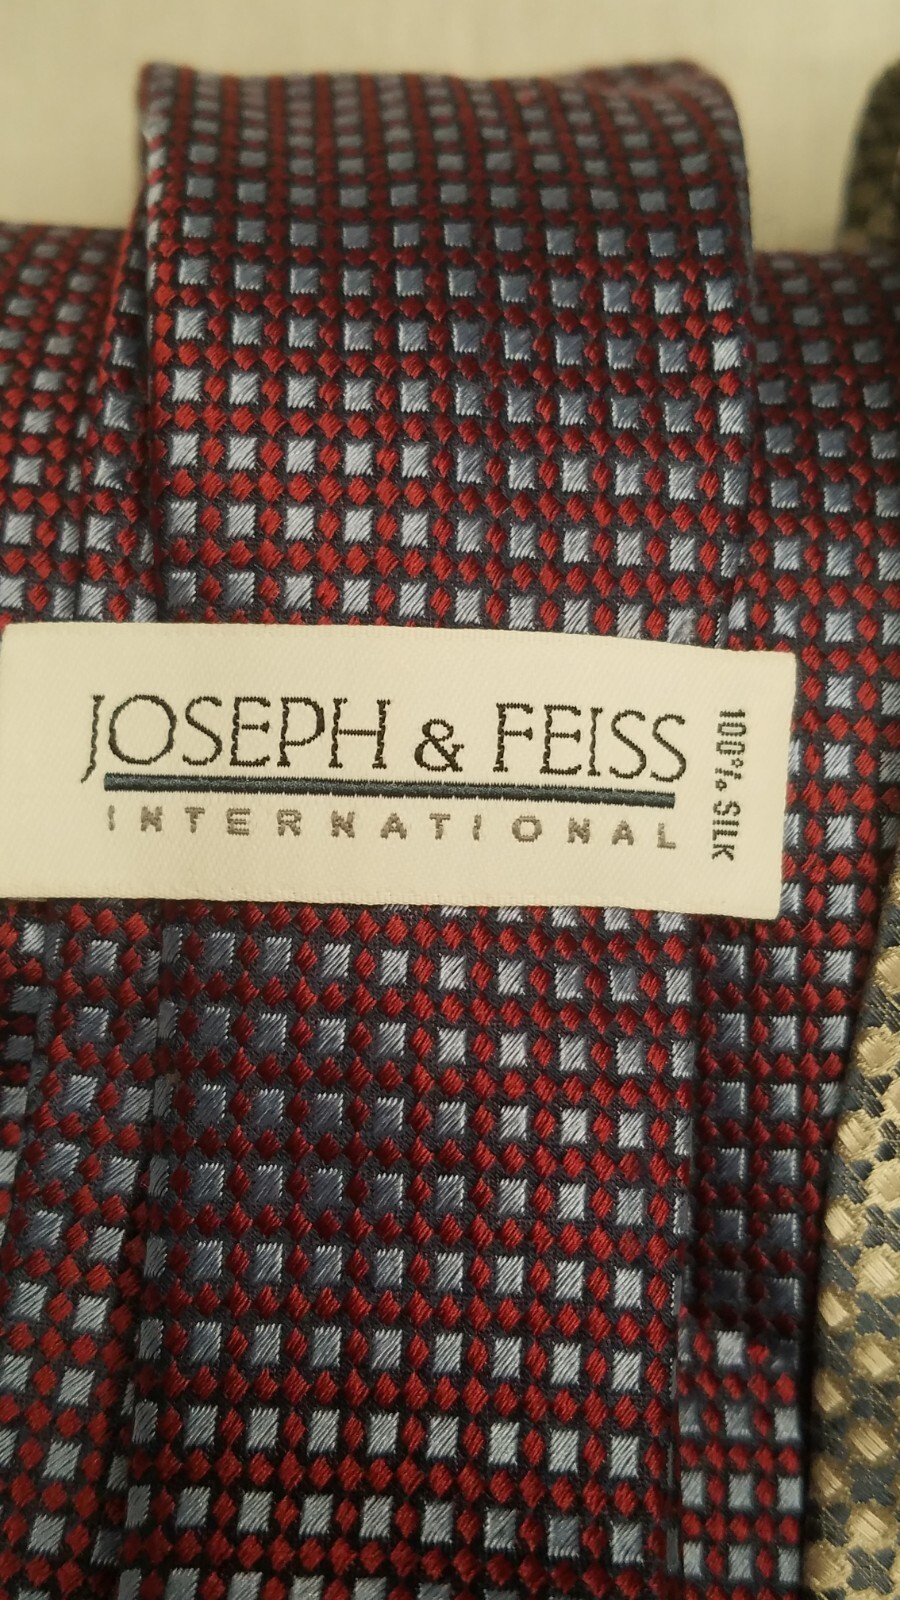 JOSEPH & FEISS
INTERNATIONAL
100% SILK